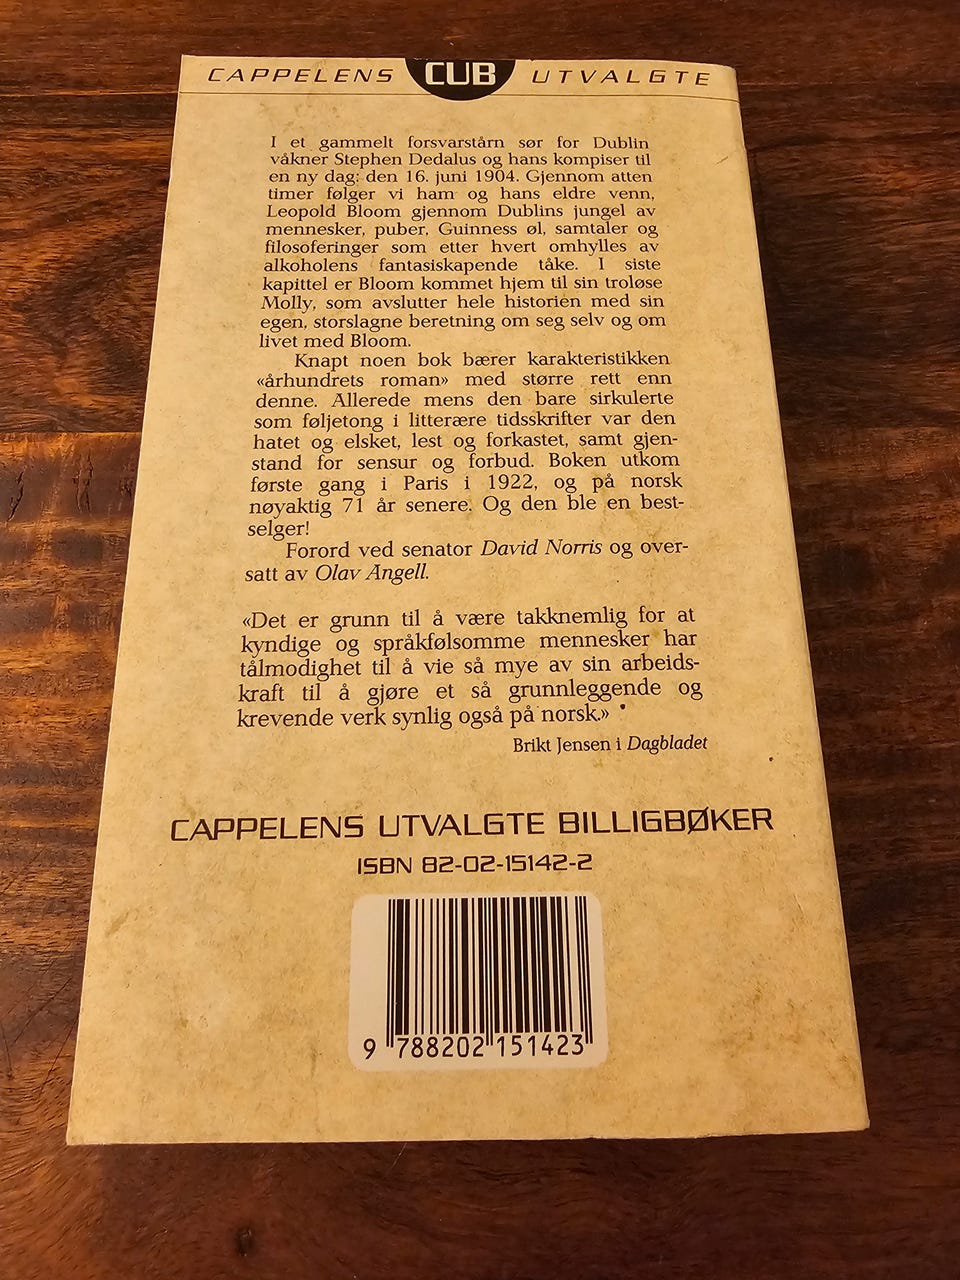 CAPPELENS CUB UTVALGTE
I et gammelt forsvarstårn sør for Dublin
våkner Stephen Dedalus og hans kompiser til
en ny dag: den 16. juni 1904. Gjennom atten
timer følger vi ham og hans eldre venn,
Leopold Bloom gjennom Dublins jungel av
mennesker, puber, Guinness øl, samtaler og
filosoferinger som etter hvert omhylles av
alkoholens fantasiskapende tåke. I siste
kapittel er Bloom kommet hjem til sin troløse
Molly, som avslutter hele historien med sin
egen, storslagne beretning om seg selv og om
livet med Bloom.
Knapt noen bok bærer karakteristikken
«århundrets roman» med større rett enn
denne. Allerede mens den bare sirkulerte
som føljetong i litterære tidsskrifter var den
hatet og elsket, lest og forkastet, samt gjen-
stand for sensur og forbud. Boken utkom
første gang i Paris i 1922, og på norsk
nøyaktig 71 år senere. Og den ble en best-
selger!
Forord ved senator David Norris og over-
satt av Olav Angell.
«Det er grunn til å være takknemlig for at
kyndige og språkfølsomme mennesker har
tålmodighet til å vie så mye av sin arbeids-
kraft til å gjøre et så grunnleggende og
krevende verk synlig også på norsk.»
Brikt Jensen i Dagbladet
CAPPELENS UTVALGTE BILLIGBØKER
ISBN 82-02-15142-2
9 788202 151423